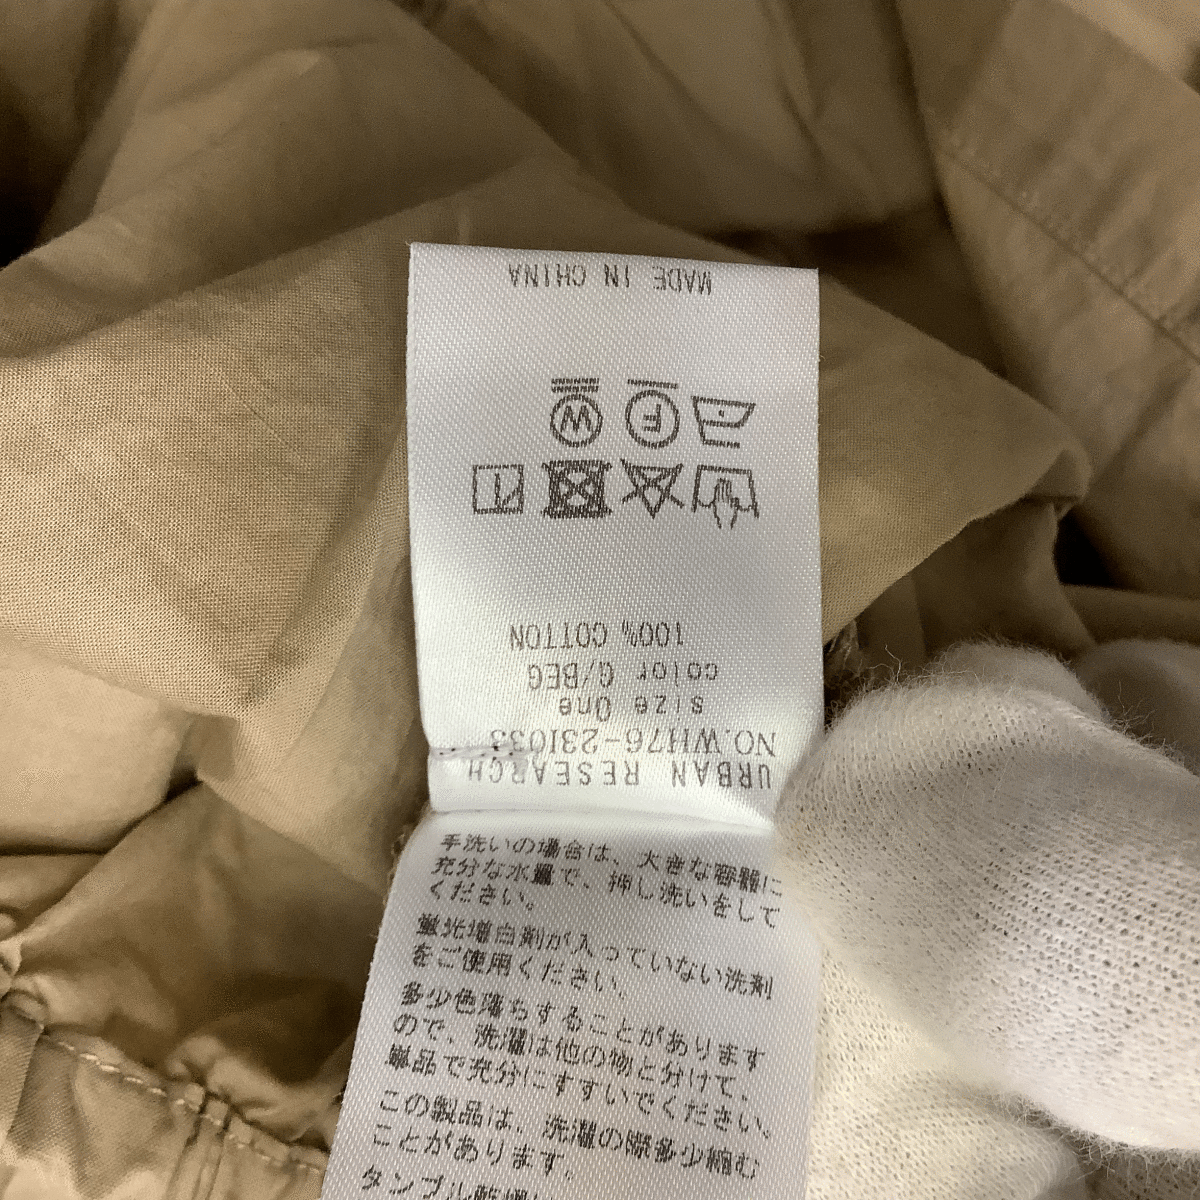 URBAN RESEARCH
NO.WH76-231033
size One
color G/BEG
100% COTTON
F
W
MADE IN CHINA
手洗いの場合は、大きな容器に
充分な水量で、押し洗いをして
ください。
蛍光増白剤が入っていない洗剤
をご使用ください。
多少色落ちすることがあります
ので、洗濯は他の物と分けて、
単品で充分にすすいでください。
この製品は、洗濯の際多少縮む
ことがあります。
タンブル乾燥